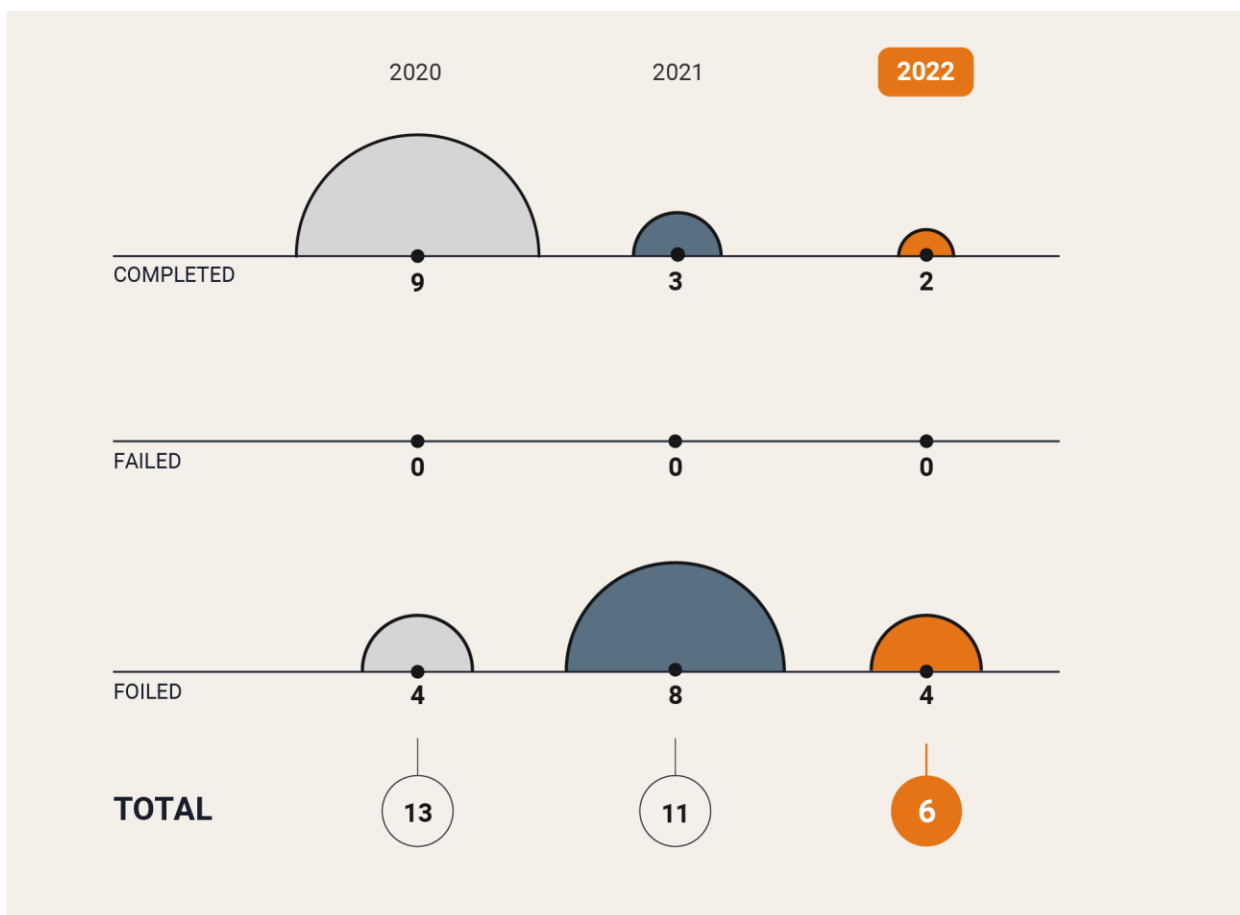 2020 2021 2022
COMPLETED
9 3 2
FAILED
0 0 0
FOILED
4 8 4
TOTAL 13 11 6